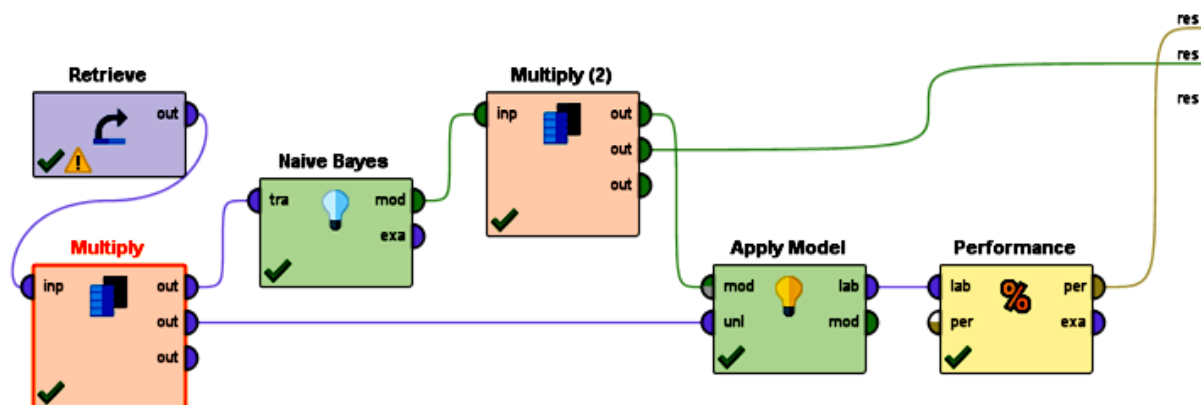 res
res
res
Retrieve
out
Multiply (2)
inp
out
out
out
Naive Bayes
tra
mod
exa
Multiply
inp
out
out
out
Apply Model
mod
lab
unl
mod
Performance
%
lab
per
per
exa